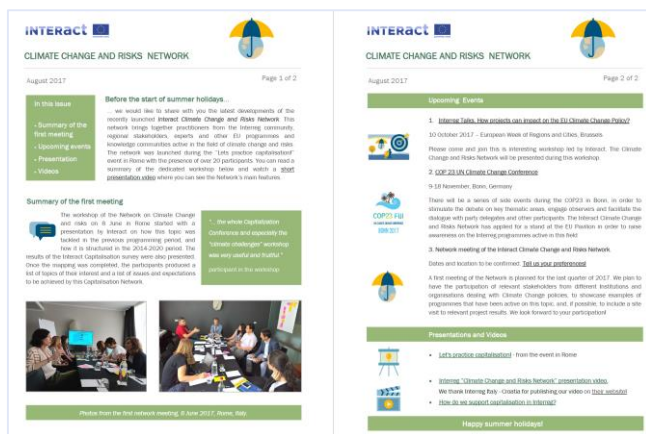 INTERACT
CLIMATE CHANGE AND RISKS NETWORK
August 2017
Page 1 of 2
In this issue
- Summary of the
first meeting
- Upcoming events
- Presentation
- Videos
Before the start of summer holidays...
... we would like to share with you the latest developments of the
recently launched Interact Climate Change and Risks Network. This
network brings together practitioners from the Interreg community,
regional stakeholders, experts and other EU programmes and
knowledge communities active in the field of climate change and risks.
The network was launched during the "Lets practice capitalisation!"
event in Rome with the presence of over 20 participants. You can read a
summary of the dedicated workshop below and watch a short
presentation video where you can see the Network's main features.
Summary of the first meeting
The workshop of the Network on Climate Change
and risks on 8 June in Rome started with a
presentation by Interact on how this topic was
tackled in the previous programming period, and
how it is structured in the 2014-2020 period. The
results of the Interact Capitalisation survey were also presented.
Once the mapping was completed, the participants produced a
list of topics of their interest and a list of issues and expectations
to be achieved by this Capitalisation Network.
"... the whole Capitalization
Conference and especially the
"climate challenges" workshop
was very useful and fruitful."
participant in the workshop
Photos from the first network meeting, 8 June 2017, Rome, Italy.
INTERACT
CLIMATE CHANGE AND RISKS NETWORK
August 2017
Page 2 of 2
Upcoming Events
1. Interreg Talks. How projects can impact on the EU Climate Change Policy?
10 October 2017 – European Week of Regions and Cities, Brussels
Please come and join this is interesting workshop led by Interact. The Climate
Change and Risks Network will be presented during this workshop.
2. COP 23 UN Climate Change Conference
9-18 November, Bonn, Germany
There will be a series of side events during the COP23 in Bonn, in order to
stimulate the debate on key thematic areas, engage observers and facilitate the
dialogue with party delegates and other participants. The Interact Climate Change
and Risks Network has applied for a stand at the EU Pavilion in order to raise
awareness on the Interreg programmes active in this field
COP23 FIJI
BONN 2017
3. Network meeting of the Interact Climate Change and Risks Network.
Dates and location to be confirmed. Tell us your preferences!
A first meeting of the Network is planned for the last quarter of 2017. We plan to
have the participation of relevant stakeholders from different institutions and
organisations dealing with Climate Change policies, to showcase examples of
programmes that have been active on this topic, and, if possible, to include a site
visit to relevant project results. We look forward to your participation!
Presentations and Videos
• Let's practice capitalisation! - from the event in Rome
• Interreg "Climate Change and Risks Network" presentation video.
We thank Interreg Italy - Croatia for publishing our video on their website!
• How do we support capitalisation in Interreg?
Happy summer holidays!